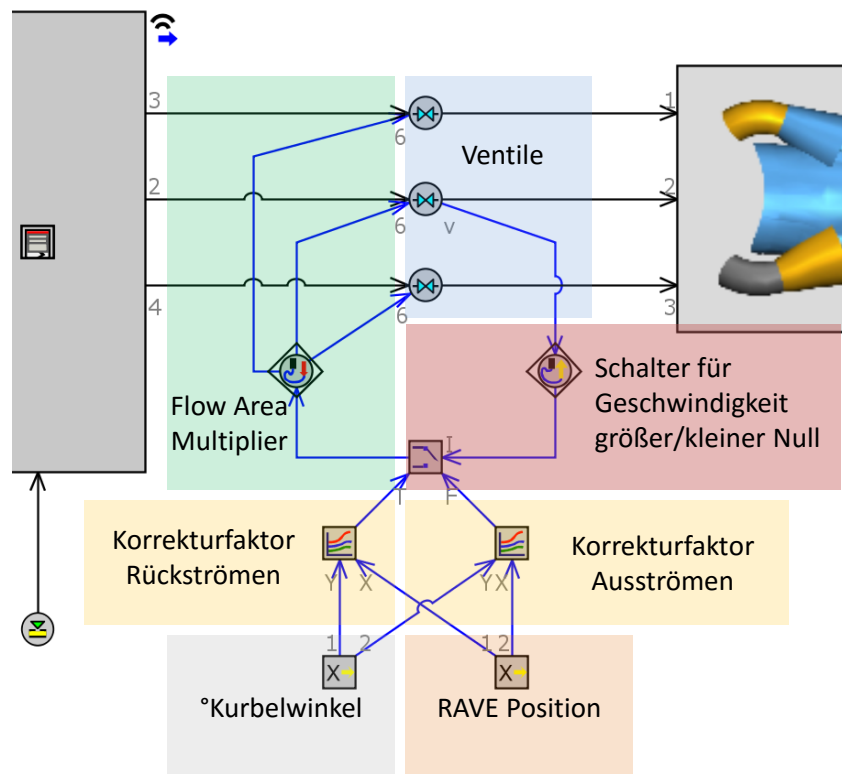 3
1
6
Ventile
2
2
6
v
4
6
3
Flow Area
Multiplier
Schalter für
Geschwindigkeit
größer/kleiner Null
I
T
F
Korrekturfaktor
Rückströmen
Korrekturfaktor
Ausströmen
Y X
Y X
1 2
1 2
X
X
°Kurbelwinkel
RAVE Position